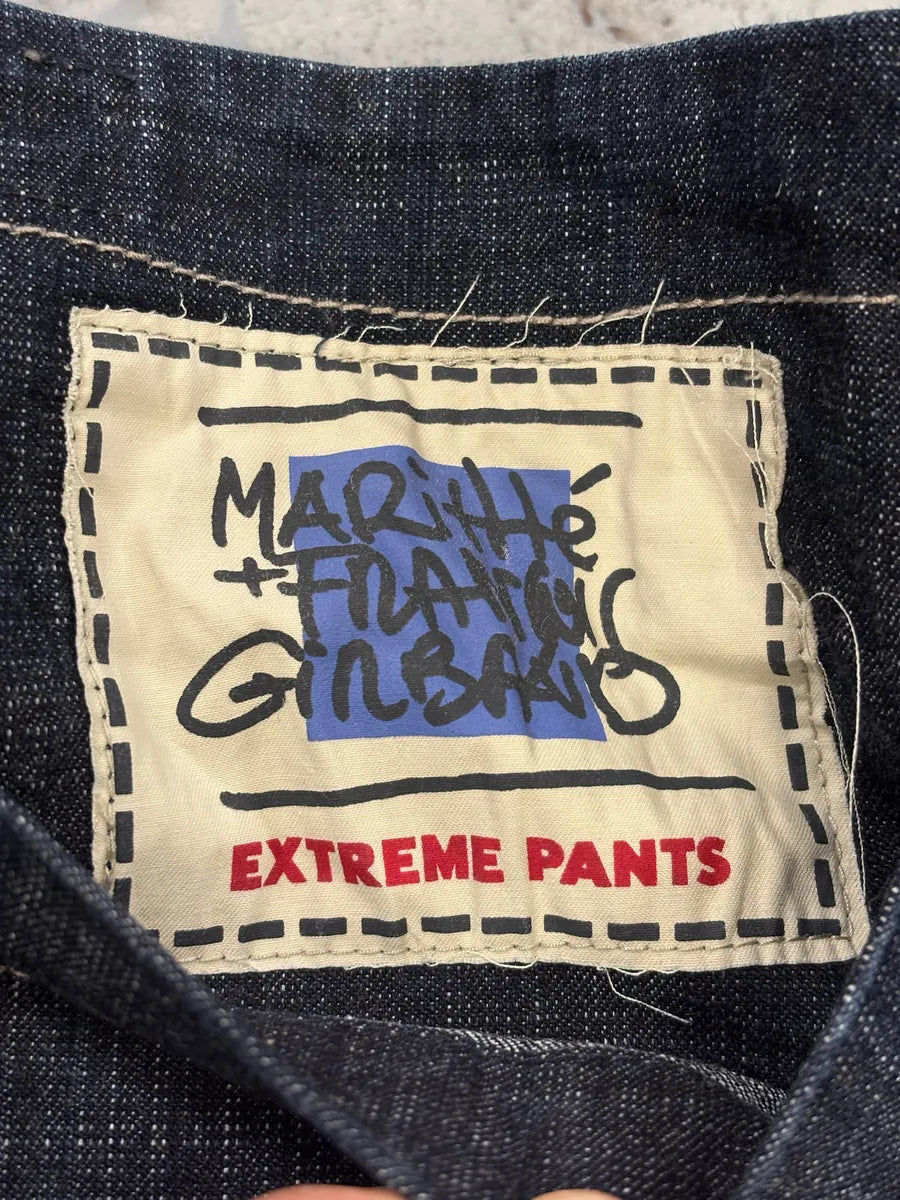 MARiThé
+ FRANÇOiS
GiRBAUD
EXTREME PANTS